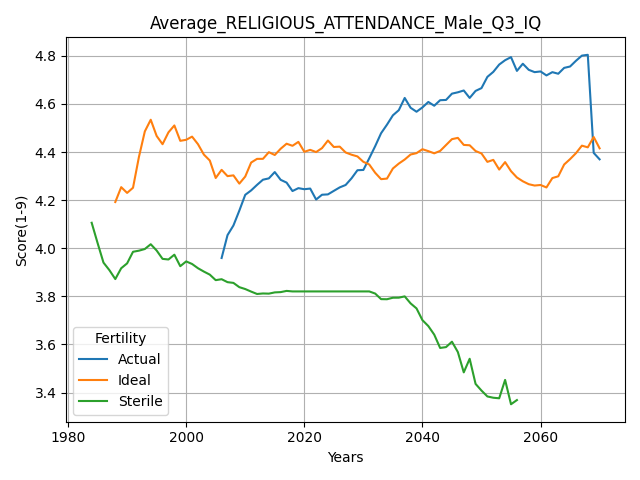 Average_RELIGIOUS_ATTENDANCE_Male_Q3_IQ
Score(1-9)
4.8
4.6
4.4
4.2
4.0
3.8
3.6
3.4
Fertility
Actual
Ideal
Sterile
1980
2000
2020
2040
2060
Years